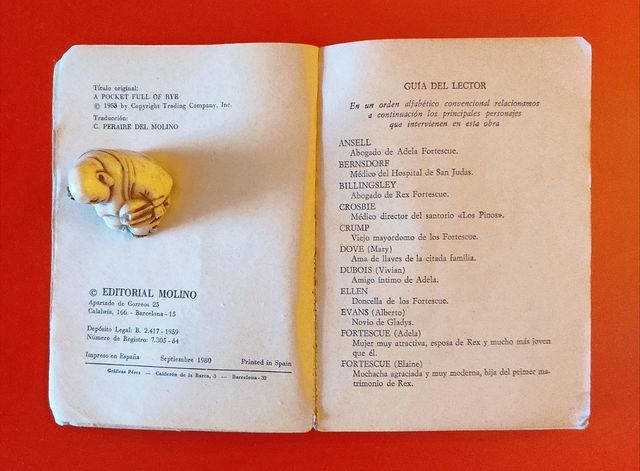 Título original:
A POCKET FULL OF RYE
© 1953 by Copyright Trading Company, Inc.
Traducción:
C. PERAIRE DEL MOLINO
© EDITORIAL MOLINO
Apartado de Correos 25
Calabria, 166 - Barcelona - 15
Depósito Legal: B. 2.417 - 1959
Número de Registro: 7.305 - 54
Impreso en España Septiembre 1980 Printed in Spain
Gráficas Pérez — Calderón de la Barca, 3 — Barcelona - 32
GUIA DEL LECTOR
En un orden alfabético convencional relacionamos
a continuación los principales personajes
que intervienen en esta obra
ANSELL
Abogado de Adela Fortescue.
BERNSDORF
Médico del Hospital de San Judas.
BILLINGSLEY
Abogado de Rex Fortescue.
CROSBIE
Médico director del santorio «Los Pinos».
CRUMP
Viejo mayordomo de los Fortescue.
DOVE (Mary)
Ama de llaves de la citada familia.
DUBOIS (Vivian)
Amigo íntimo de Adela.
ELLEN
Doncella de los Fortescue.
EVANS (Alberto)
Novio de Gladys.
FORTESCUE (Adela)
Mujer muy atractiva, esposa de Rex y mucho más joven
que él.
FORTESCUE (Elaine)
Muchacha agraciada y muy moderna, hija del primer ma-
trimonio de Rex.